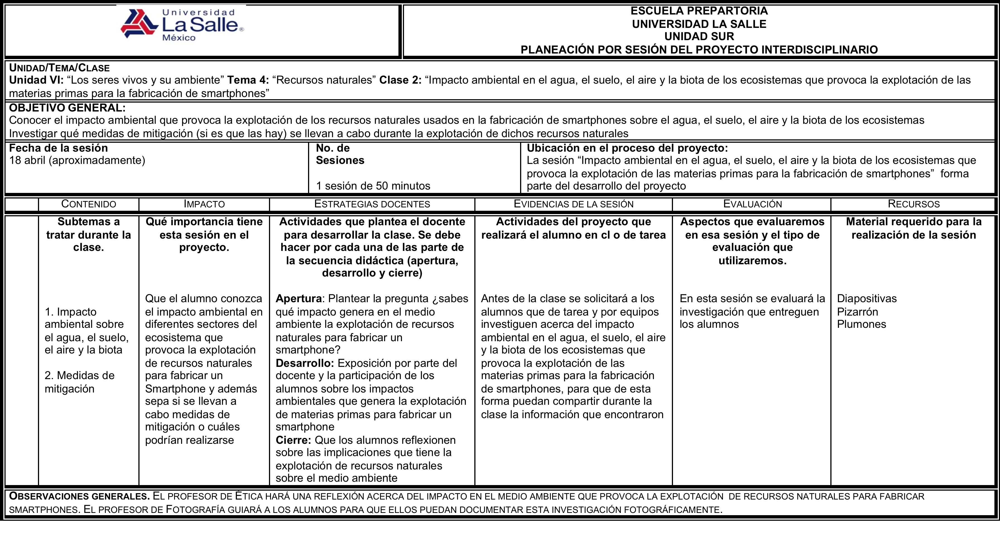 Universidad
La Salle®
México
ESCUELA PREPARTORIA
UNIVERSIDAD LA SALLE
UNIDAD SUR
PLANEACIÓN POR SESIÓN DEL PROYECTO INTERDISCIPLINARIO
UNIDAD/TEMA/CLASE
Unidad VI: “Los seres vivos y su ambiente” Tema 4: “Recursos naturales” Clase 2: “Impacto ambiental en el agua, el suelo, el aire y la biota de los ecosistemas que provoca la explotación de las
materias primas para la fabricación de smartphones”
OBJETIVO GENERAL:
Conocer el impacto ambiental que provoca la explotación de los recursos naturales usados en la fabricación de smartphones sobre el agua, el suelo, el aire y la biota de los ecosistemas
Investigar qué medidas de mitigación (si es que las hay) se llevan a cabo durante la explotación de dichos recursos naturales
Fecha de la sesión
18 abril (aproximadamente)
No. de
Sesiones
1 sesión de 50 minutos
Ubicación en el proceso del proyecto:
La sesión “Impacto ambiental en el agua, el suelo, el aire y la biota de los ecosistemas que
provoca la explotación de las materias primas para la fabricación de smartphones”  forma
parte del desarrollo del proyecto
CONTENIDO
IMPACTO
ESTRATEGIAS DOCENTES
EVIDENCIAS DE LA SESIÓN
EVALUACIÓN
RECURSOS
Subtemas a
tratar durante la
clase.
1. Impacto
ambiental sobre
el agua, el suelo,
el aire y la biota
2. Medidas de
mitigación
Qué importancia tiene
esta sesión en el
proyecto.
Que el alumno conozca
el impacto ambiental en
diferentes sectores del
ecosistema que
provoca la explotación
de recursos naturales
para fabricar un
Smartphone y además
sepa si se llevan a
cabo medidas de
mitigación o cuáles
podrían realizarse
Actividades que plantea el docente
para desarrollar la clase. Se debe
hacer por cada una de las parte de
la secuencia didáctica (apertura,
desarrollo y cierre)
Apertura: Plantear la pregunta ¿sabes
qué impacto genera en el medio
ambiente la explotación de recursos
naturales para fabricar un
smartphone?
Desarrollo: Exposición por parte del
docente y la participación de los
alumnos sobre los impactos
ambientales que genera la explotación
de materias primas para fabricar un
smartphone
Cierre: Que los alumnos reflexionen
sobre las implicaciones que tiene la
explotación de recursos naturales
sobre el medio ambiente
Actividades del proyecto que
realizará el alumno en cl o de tarea
Antes de la clase se solicitará a los
alumnos que de tarea y por equipos
investiguen acerca del impacto
ambiental en el agua, el suelo, el aire
y la biota de los ecosistemas que
provoca la explotación de las
materias primas para la fabricación
de smartphones, para que de esta
forma puedan compartir durante la
clase la información que encontraron
Aspectos que evaluaremos
en esa sesión y el tipo de
evaluación que
utilizaremos.
En esta sesión se evaluará la
investigación que entreguen
los alumnos
Material requerido para la
realización de la sesión
Diapositivas
Pizarrón
Plumones
OBSERVACIONES GENERALES. EL PROFESOR DE ÉTICA HARÁ UNA REFLEXIÓN ACERCA DEL IMPACTO EN EL MEDIO AMBIENTE QUE PROVOCA LA EXPLOTACIÓN  DE RECURSOS NATURALES PARA FABRICAR
SMARTPHONES. EL PROFESOR DE FOTOGRAFÍA GUIARÁ A LOS ALUMNOS PARA QUE ELLOS PUEDAN DOCUMENTAR ESTA INVESTIGACIÓN FOTOGRÁFICAMENTE.